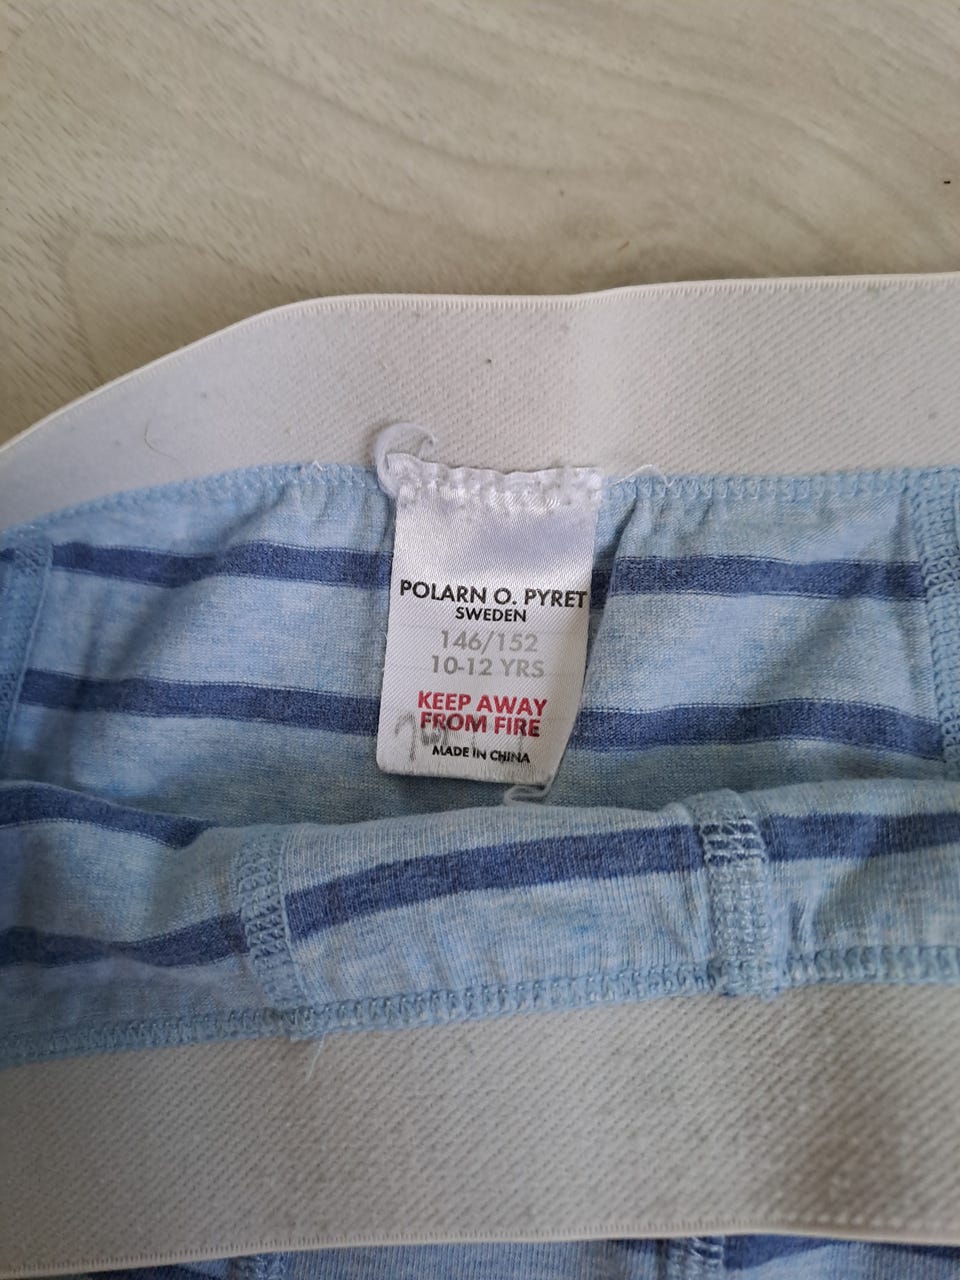 POLARN O. PYRET
SWEDEN
146/152
10-12 YRS
KEEP AWAY
FROM FIRE
MADE IN CHINA